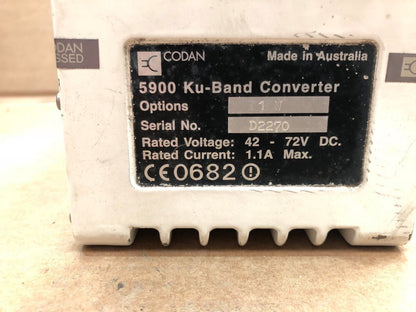 CODAN
Made in Australia
5900 Ku-Band Converter
Options
Serial No. D2270
Rated Voltage: 42 - 72V DC.
Rated Current: 1.1A Max.
CE0682